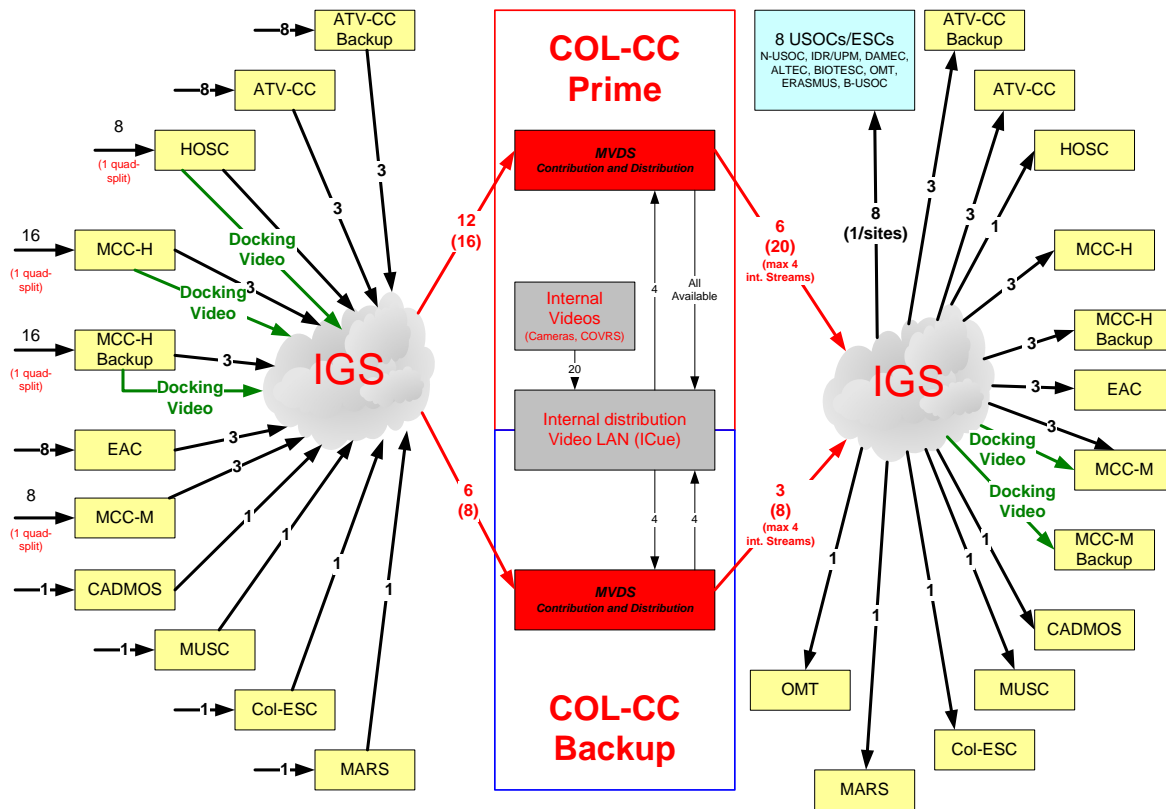 8
ATV-CC
Backup
8
ATV-CC
8
(1 quad-
split)
HOSC
16
(1 quad-
split)
MCC-H
16
(1 quad-
split)
MCC-H
Backup
8
EAC
8
(1 quad-
split)
MCC-M
1
CADMOS
1
MUSC
1
Col-ESC
1
MARS
3
3
Docking
Video
3
Docking
Video
3
Docking
Video
3
3
1
1
1
1
IGS
12
(16)
6
(8)
COL-CC
Prime
MVDS
Contribution and Distribution
4
All
Available
Internal
Videos
(Cameras, COVRS)
20
Internal distribution
Video LAN (ICue)
4
4
MVDS
Contribution and Distribution
COL-CC
Backup
6
(20)
(max 4
int. Streams)
3
(8)
(max 4
int. Streams)
IGS
8 USOCs/ESCs
N-USOC, IDR/UPM, DAMEC,
ALTEC, BIOTESC, OMT,
ERASMUS, B-USOC
8
(1/sites)
3
ATV-CC
Backup
3
ATV-CC
1
HOSC
3
MCC-H
3
MCC-H
Backup
3
EAC
3
MCC-M
Docking
Video
Docking
Video
MCC-M
Backup
1
CADMOS
1
MUSC
1
Col-ESC
1
MARS
1
OMT